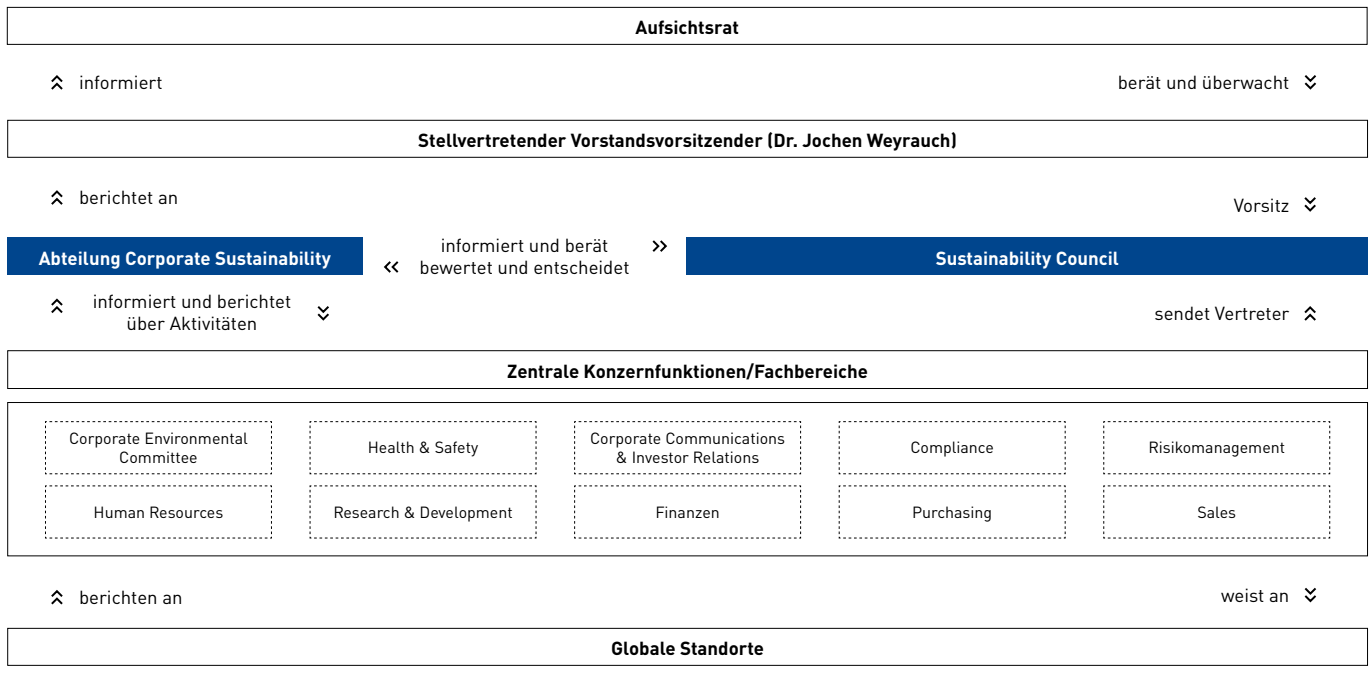 Aufsichtsrat
informiert
berät und überwacht
Stellvertretender Vorstandsvorsitzender (Dr. Jochen Weyrauch)
berichtet an
Vorsitz
Abteilung Corporate Sustainability
informiert und berät
bewertet und entscheidet
Sustainability Council
informiert und berichtet
über Aktivitäten
sendet Vertreter
Zentrale Konzernfunktionen/Fachbereiche
Corporate Environmental
Committee
Health & Safety
Corporate Communications
& Investor Relations
Compliance
Risikomanagement
Human Resources
Research & Development
Finanzen
Purchasing
Sales
berichten an
weist an
Globale Standorte